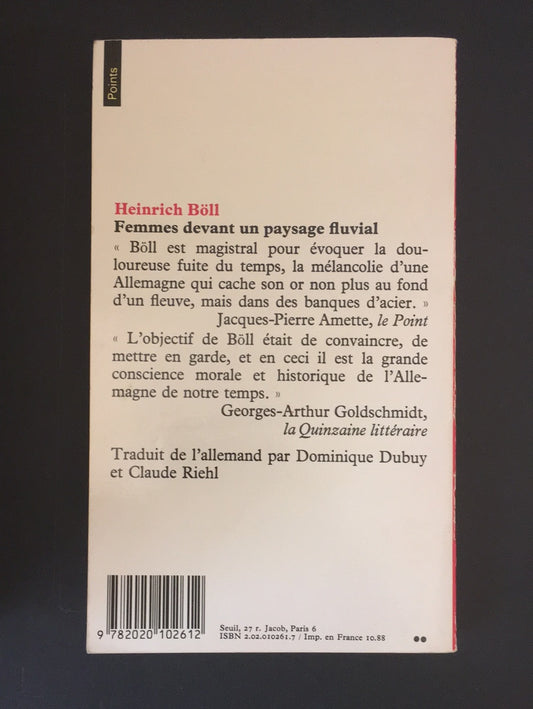 Points
Heinrich Böll
Femmes devant un paysage fluvial
« Böll est magistral pour évoquer la dou-
loureuse fuite du temps, la mélancolie d'une
Allemagne qui cache son or non plus au fond
d'un fleuve, mais dans des banques d'acier. »
Jacques-Pierre Amette, le Point
« L'objectif de Böll était de convaincre, de
mettre en garde, et en ceci il est la grande
conscience morale et historique de l'Alle-
magne de notre temps. »
Georges-Arthur Goldschmidt,
la Quinzaine littéraire
Traduit de l'allemand par Dominique Dubuy
et Claude Riehl
9 782020 102612
Seuil, 27 r. Jacob, Paris 6
ISBN 2.02.010261.7 / Imp. en France 10.88